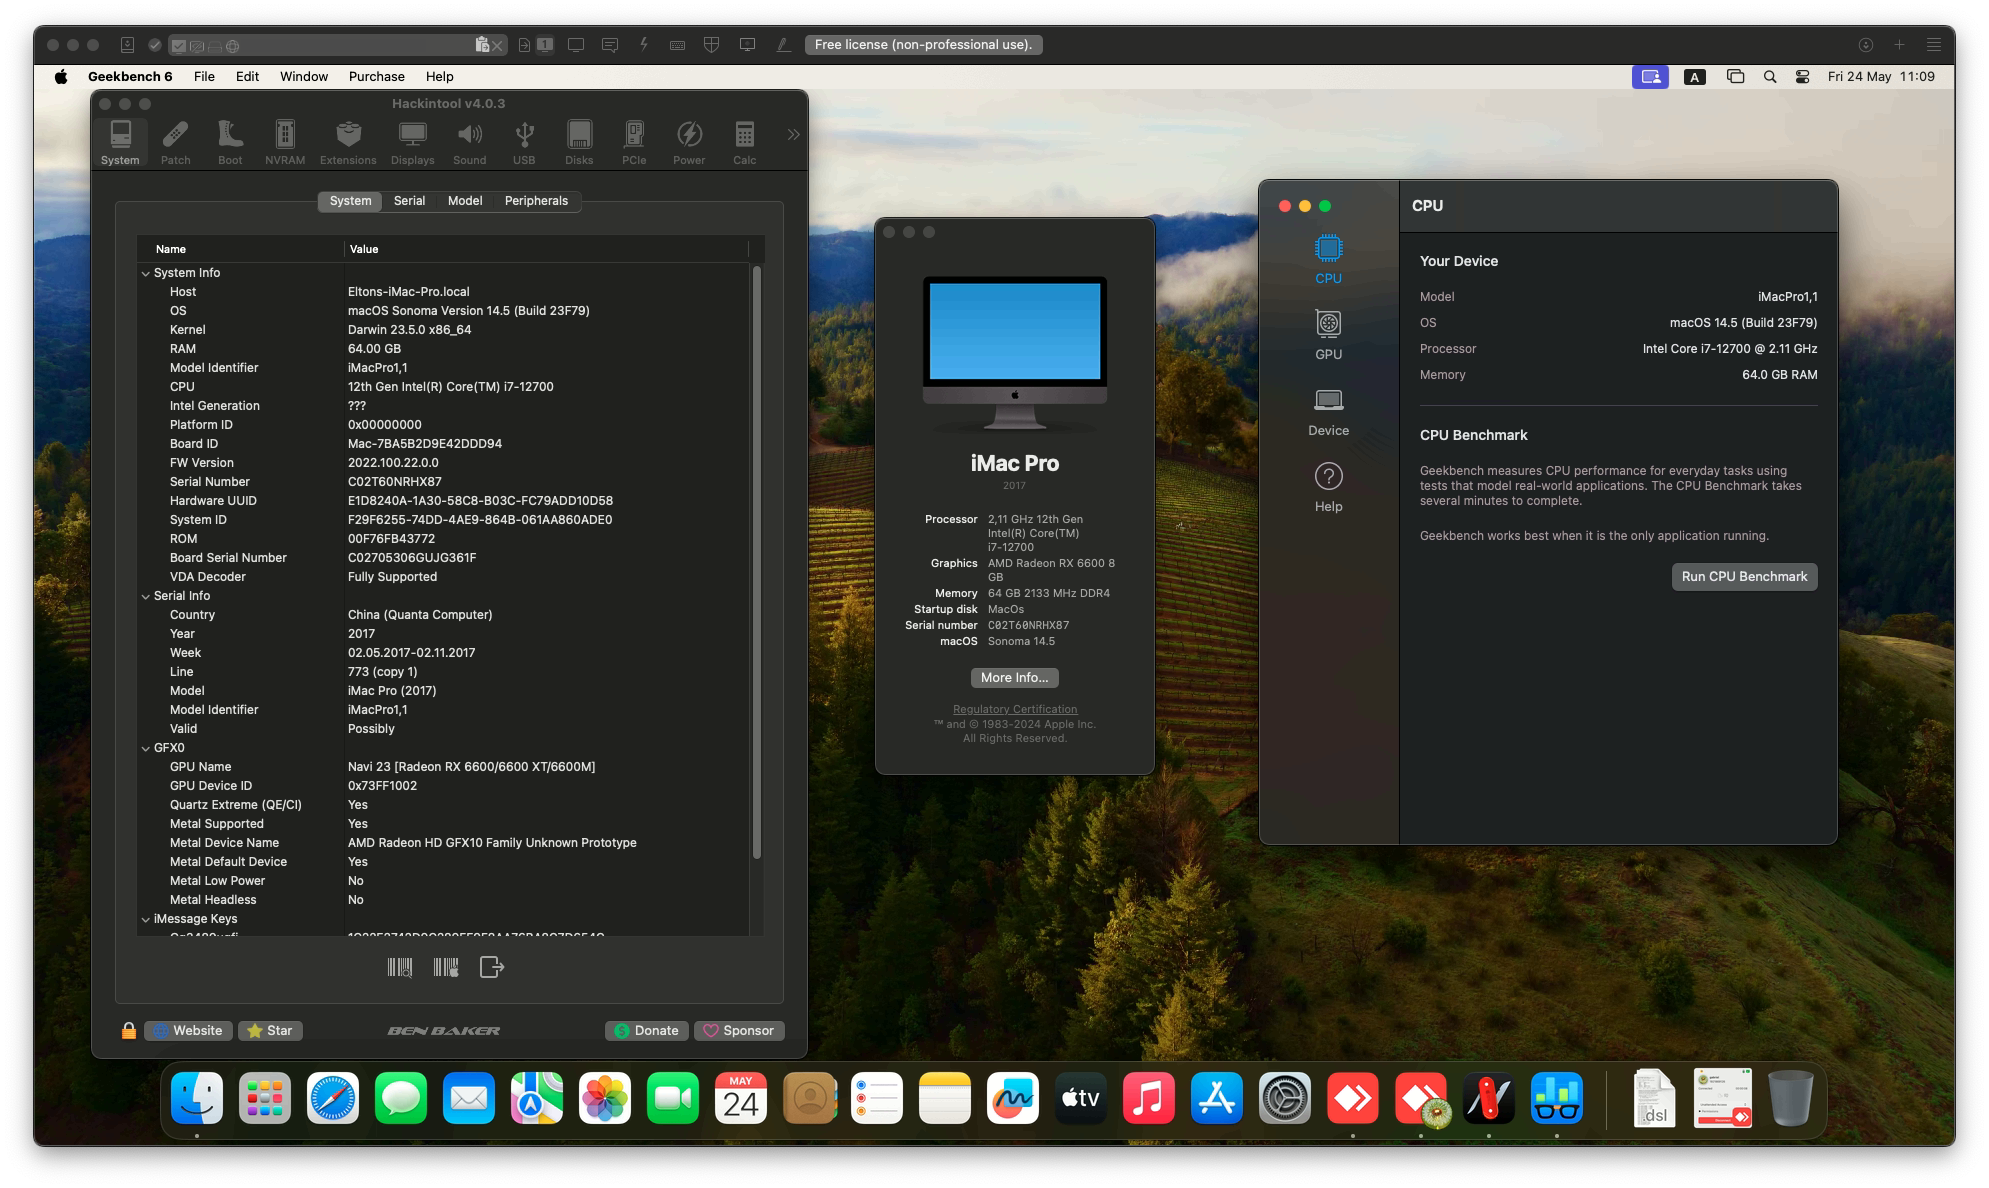 1
Free license (non-professional use).
Geekbench 6 File Edit Window Purchase Help
A Fri 24 May 11:09
Hackintool v4.0.3
System Patch Boot NVRAM Extensions Displays Sound USB Disks PCIe Power Calc
System Serial Model Peripherals
Name Value
System Info
Host Eltons-iMac-Pro.local
OS macOS Sonoma Version 14.5 (Build 23F79)
Kernel Darwin 23.5.0 x86_64
RAM 64.00 GB
Model Identifier iMacPro1,1
CPU 12th Gen Intel(R) Core(TM) i7-12700
Intel Generation ???
Platform ID 0x00000000
Board ID Mac-7BA5B2D9E42DDD94
FW Version 2022.100.22.0.0
Serial Number C02T60NRHX87
Hardware UUID E1D8240A-1A30-58C8-B03C-FC79ADD10D58
System ID F29F6255-74DD-4AE9-864B-061AA860ADE0
ROM 00F76FB43772
Board Serial Number C02705306GUJG361F
VDA Decoder Fully Supported
Serial Info
Country China (Quanta Computer)
Year 2017
Week 02.05.2017-02.11.2017
Line 773 (copy 1)
Model iMac Pro (2017)
Model Identifier iMacPro1,1
Valid Possibly
GFX0
GPU Name Navi 23 [Radeon RX 6600/6600 XT/6600M]
GPU Device ID 0x73FF1002
Quartz Extreme (QE/CI) Yes
Metal Supported Yes
Metal Device Name AMD Radeon HD GFX10 Family Unknown Prototype
Metal Default Device Yes
Metal Low Power No
Metal Headless No
iMessage Keys
Website Star BEN BAKER Donate Sponsor
iMac Pro
2017
Processor 2,11 GHz 12th Gen
Intel(R) Core(TM)
i7-12700
Graphics AMD Radeon RX 6600 8
GB
Memory 64 GB 2133 MHz DDR4
Startup disk MacOs
Serial number C02T60NRHX87
macOS Sonoma 14.5
More Info...
Regulatory Certification
™ and © 1983-2024 Apple Inc.
All Rights Reserved.
CPU
GPU
Device
Help
CPU
Your Device
Model iMacPro1,1
OS macOS 14.5 (Build 23F79)
Processor Intel Core i7-12700 @ 2.11 GHz
Memory 64.0 GB RAM
CPU Benchmark
Geekbench measures CPU performance for everyday tasks using
tests that model real-world applications. The CPU Benchmark takes
several minutes to complete.
Geekbench works best when it is the only application running.
Run CPU Benchmark
MAY
24
tv
.dsl